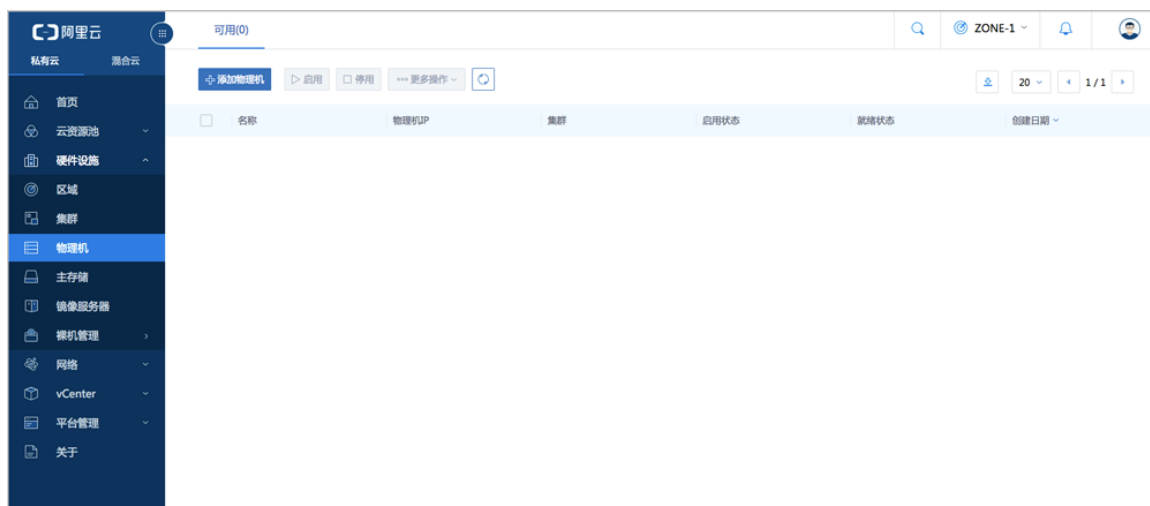 阿里云
可用(0)
ZONE-1
私有云 混合云
添加物理机 启用 停用 更多操作
20 1 / 1
首页
云资源池
硬件设施
区域
集群
物理机
主存储
镜像服务器
裸机管理
网络
vCenter
平台管理
关于
名称 物理机IP 集群 启用状态 就绪状态 创建日期